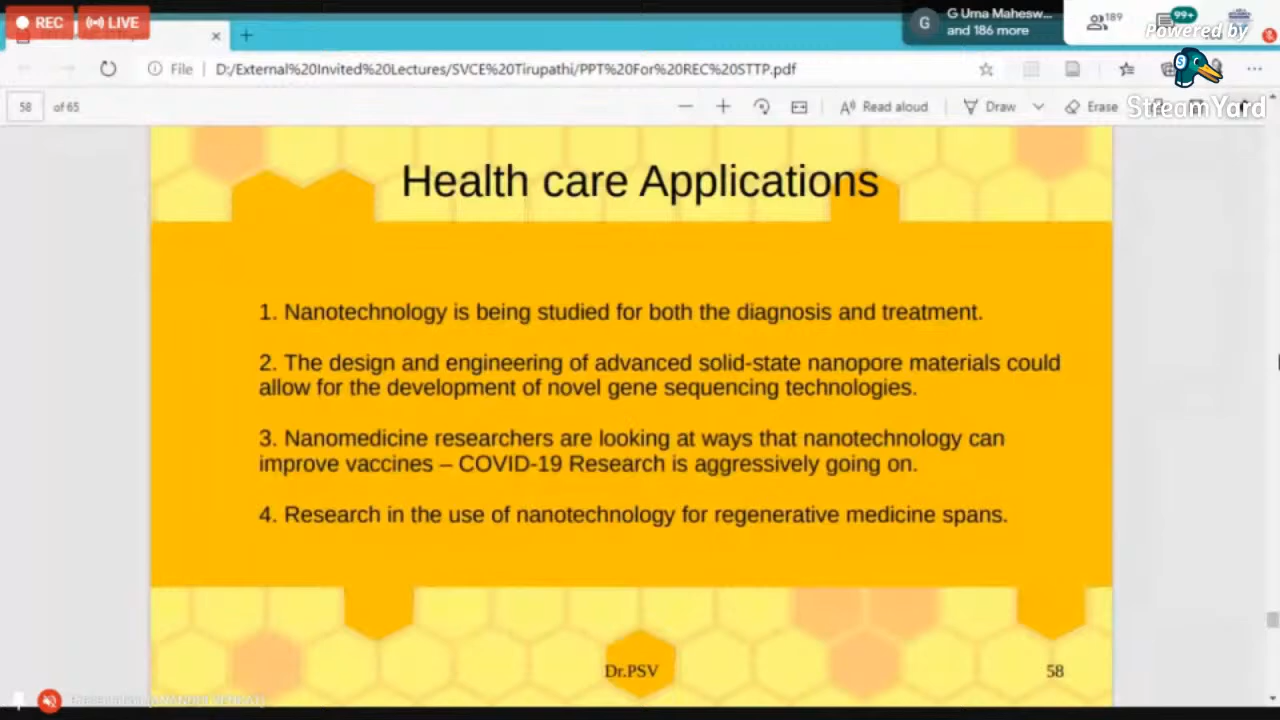 REC
LIVE
G
G Uma Mahesw...
and 186 more
189
99+
Powered by
StreamYard
File
D:/External%20Invited%20Lectures/SVCE%20Tirupathi/PPT%20For%20REC%20STTP.pdf
58 of 65
Read aloud
Draw
Erase
Health care Applications
1. Nanotechnology is being studied for both the diagnosis and treatment.
2. The design and engineering of advanced solid-state nanopore materials could
allow for the development of novel gene sequencing technologies.
3. Nanomedicine researchers are looking at ways that nanotechnology can
improve vaccines – COVID-19 Research is aggressively going on.
4. Research in the use of nanotechnology for regenerative medicine spans.
Dr.PSV
58